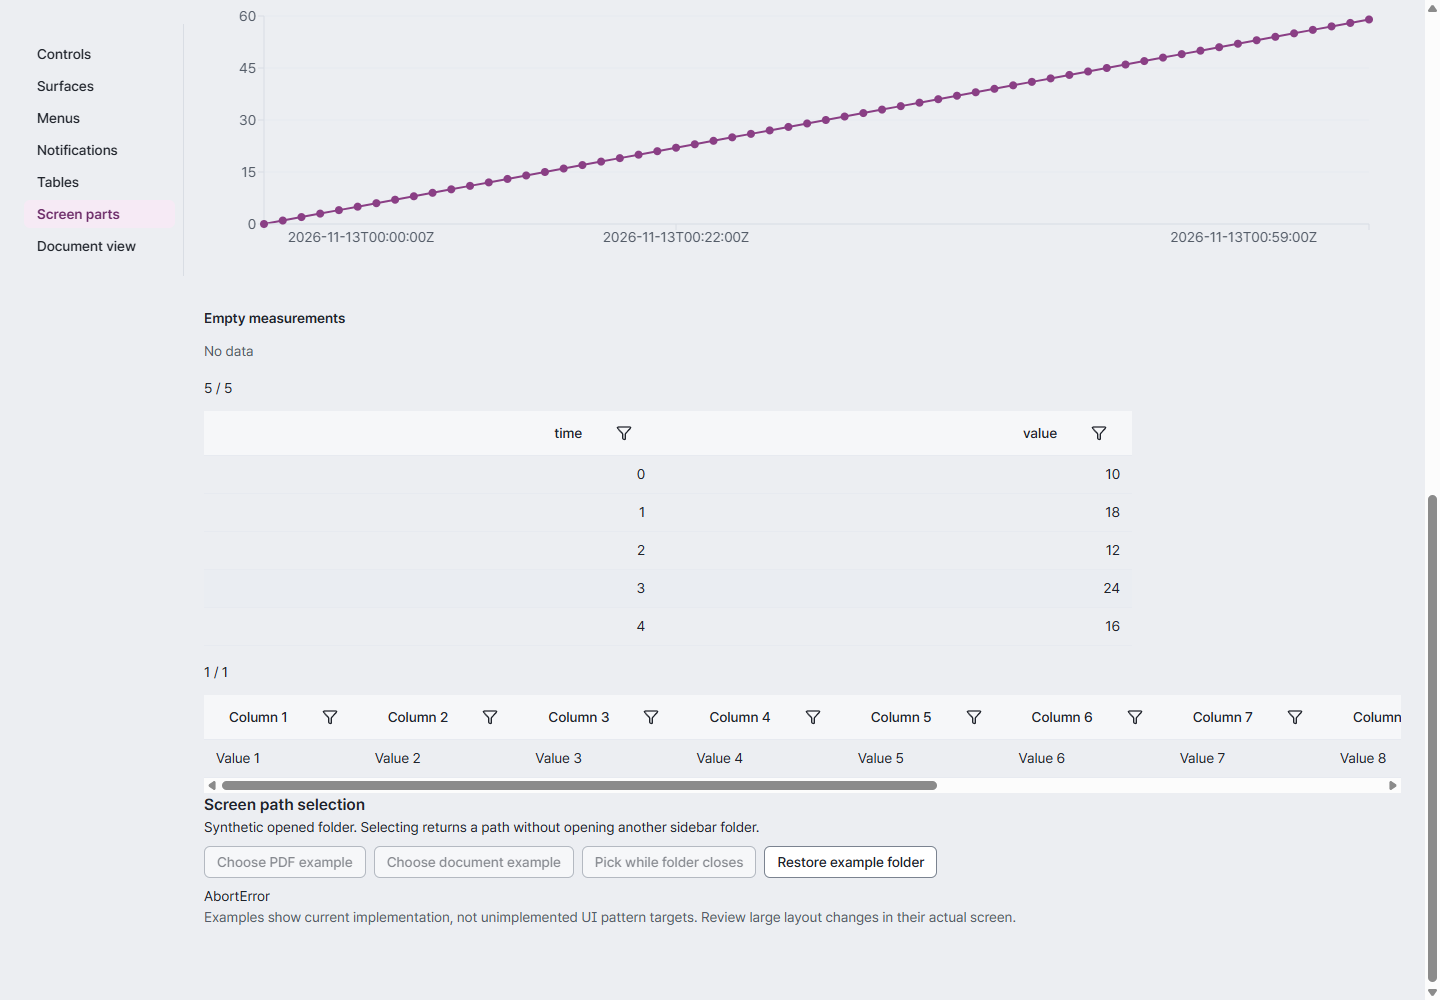 Controls
Surfaces
Menus
Notifications
Tables
Screen parts
Document view
60
45
30
15
0
2026-11-13T00:00:00Z 2026-11-13T00:22:00Z 2026-11-13T00:59:00Z
Empty measurements
No data
5 / 5
time value
0 10
1 18
2 12
3 24
4 16
1 / 1
Column 1 Column 2 Column 3 Column 4 Column 5 Column 6 Column 7 Column
Value 1 Value 2 Value 3 Value 4 Value 5 Value 6 Value 7 Value 8
Screen path selection
Synthetic opened folder. Selecting returns a path without opening another sidebar folder.
Choose PDF example Choose document example Pick while folder closes Restore example folder
AbortError
Examples show current implementation, not unimplemented UI pattern targets. Review large layout changes in their actual screen.